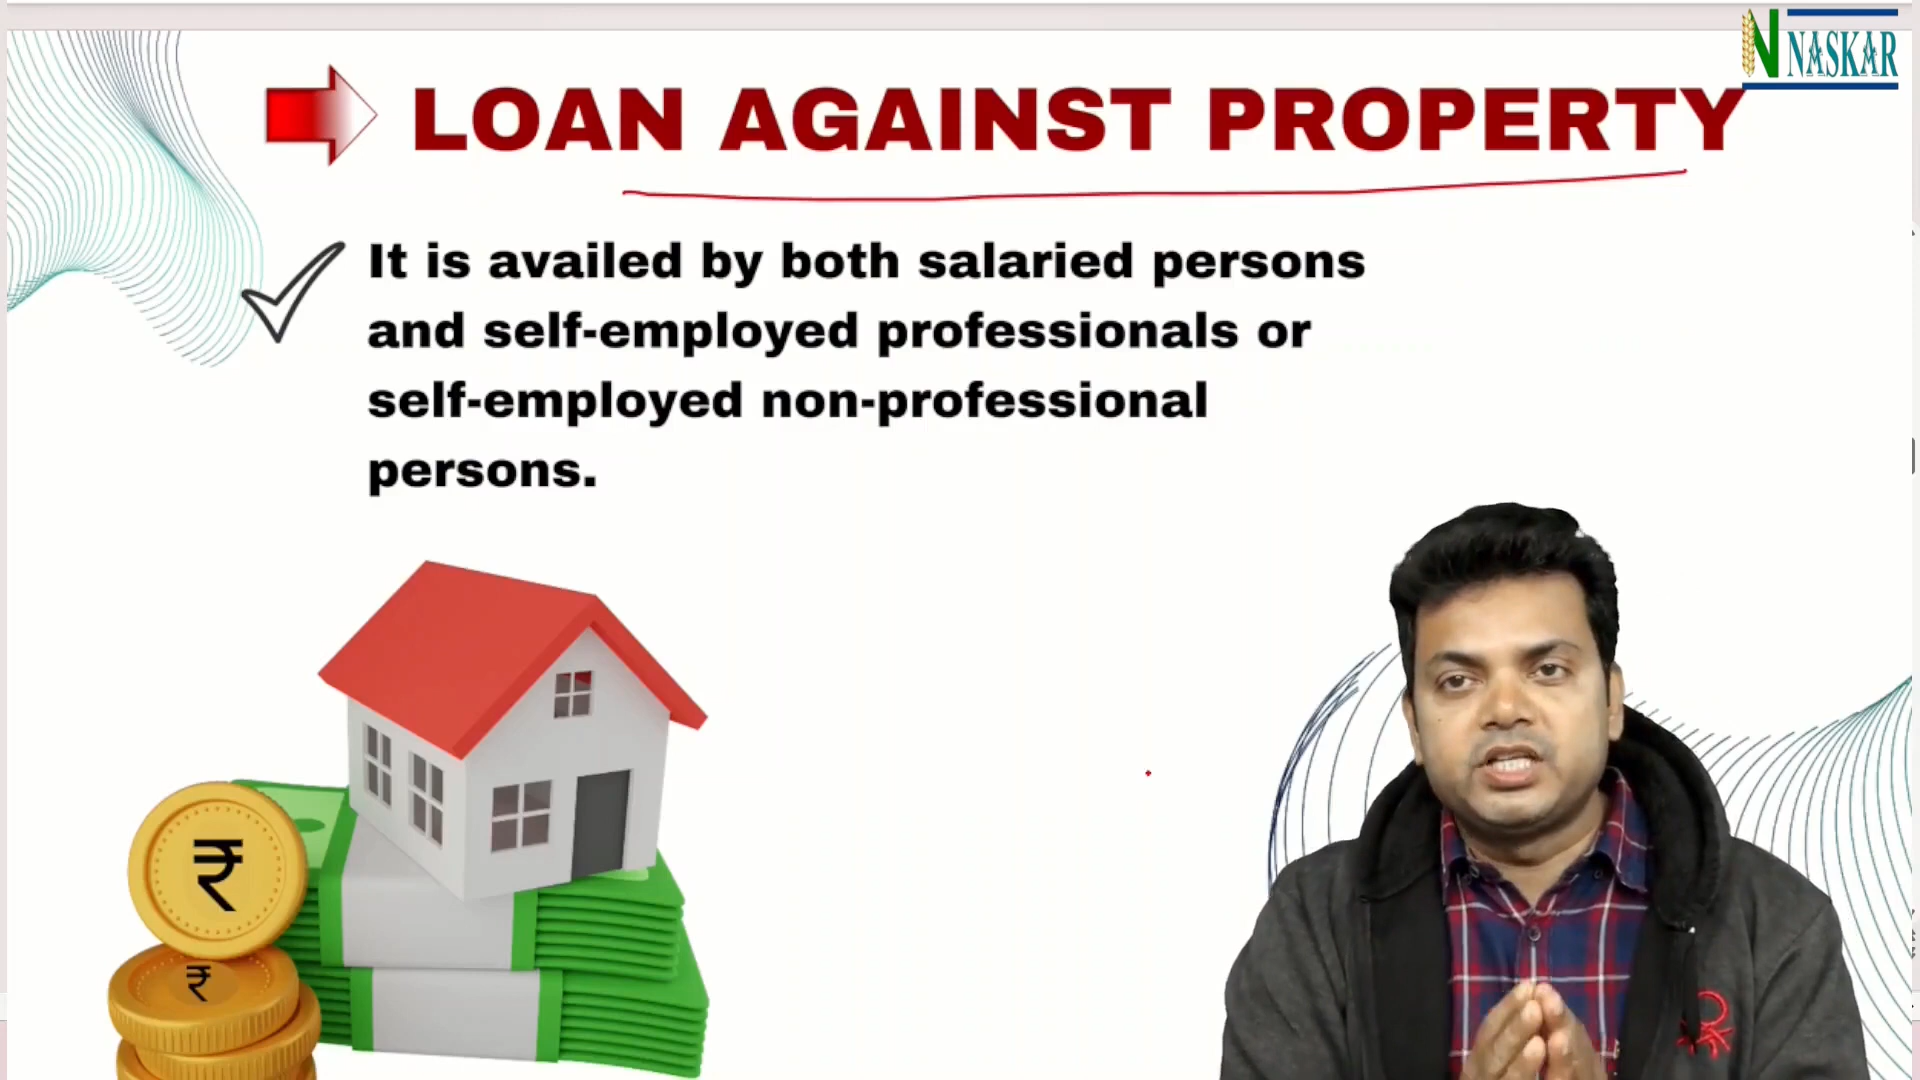 NASKAR
LOAN AGAINST PROPERTY
It is availed by both salaried persons
and self-employed professionals or
self-employed non-professional
persons.
₹
₹